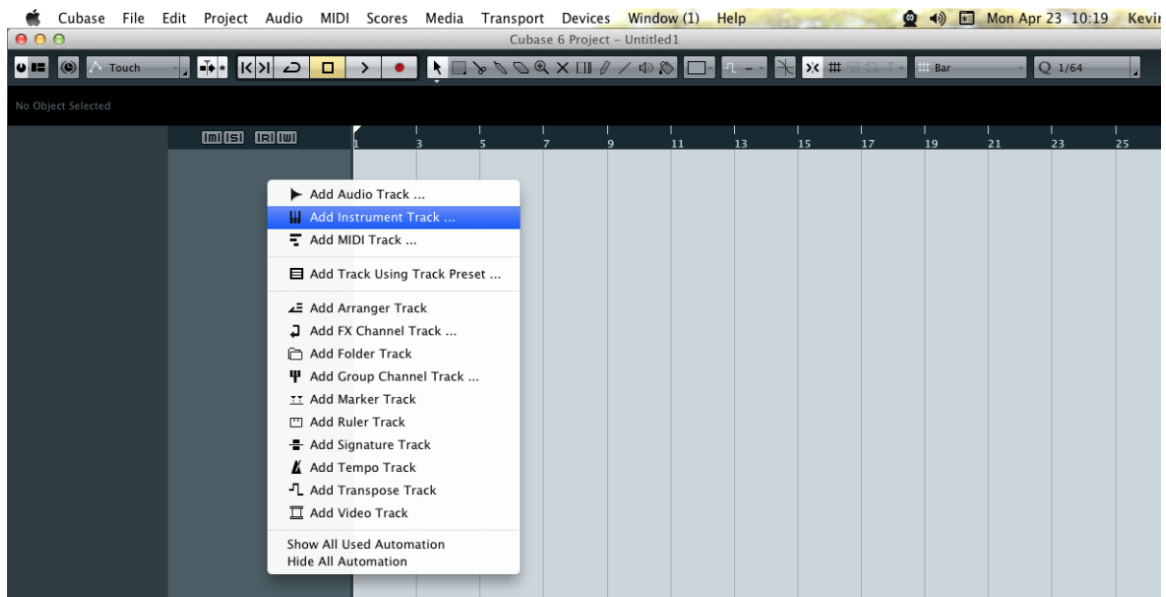 Cubase File Edit Project Audio MIDI Scores Media Transport Devices Window (1) Help Mon Apr 23 10:19 Kevin
Cubase 6 Project - Untitled1
Touch Bar Q 1/64
No Object Selected
[m] [s] [R] [W] 1 3 5 7 9 11 13 15 17 19 21 23 25
Add Audio Track ...
Add Instrument Track ...
Add MIDI Track ...
Add Track Using Track Preset ...
Add Arranger Track
Add FX Channel Track ...
Add Folder Track
Add Group Channel Track ...
Add Marker Track
Add Ruler Track
Add Signature Track
Add Tempo Track
Add Transpose Track
Add Video Track
Show All Used Automation
Hide All Automation